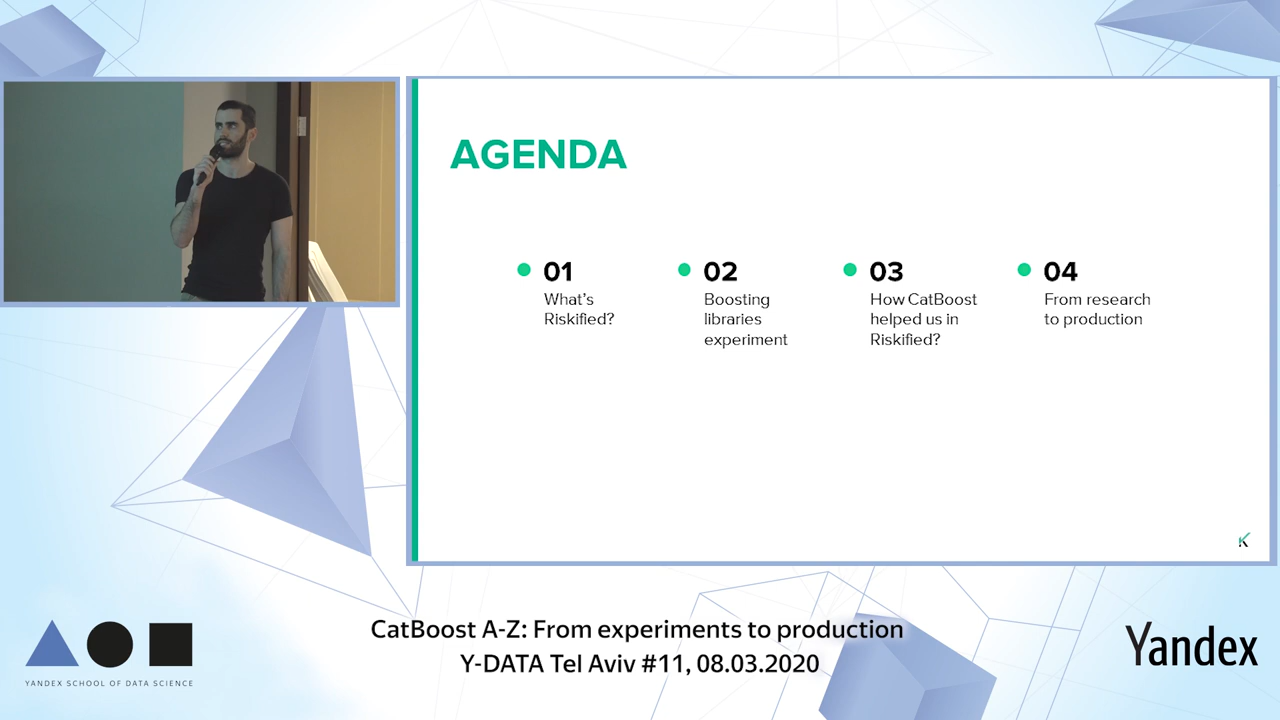 AGENDA
01
What's
Riskified?
02
Boosting
libraries
experiment
03
How CatBoost
helped us in
Riskified?
04
From research
to production
CatBoost A-Z: From experiments to production
Y-DATA Tel Aviv #11, 08.03.2020
YANDEX SCHOOL OF DATA SCIENCE
Yandex